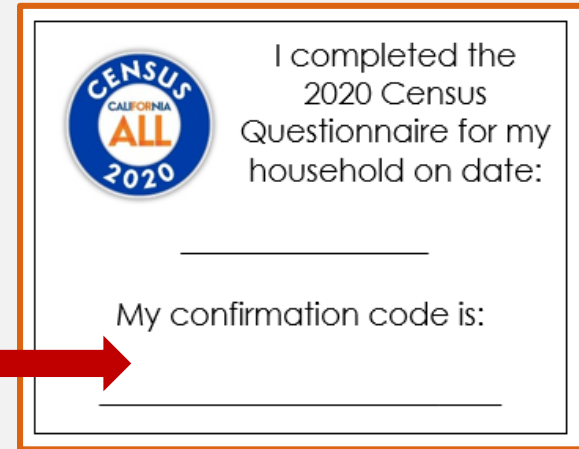 CENSUS
CALIFORNIA
ALL
2020
I completed the
2020 Census
Questionnaire for my
household on date:
My confirmation code is: